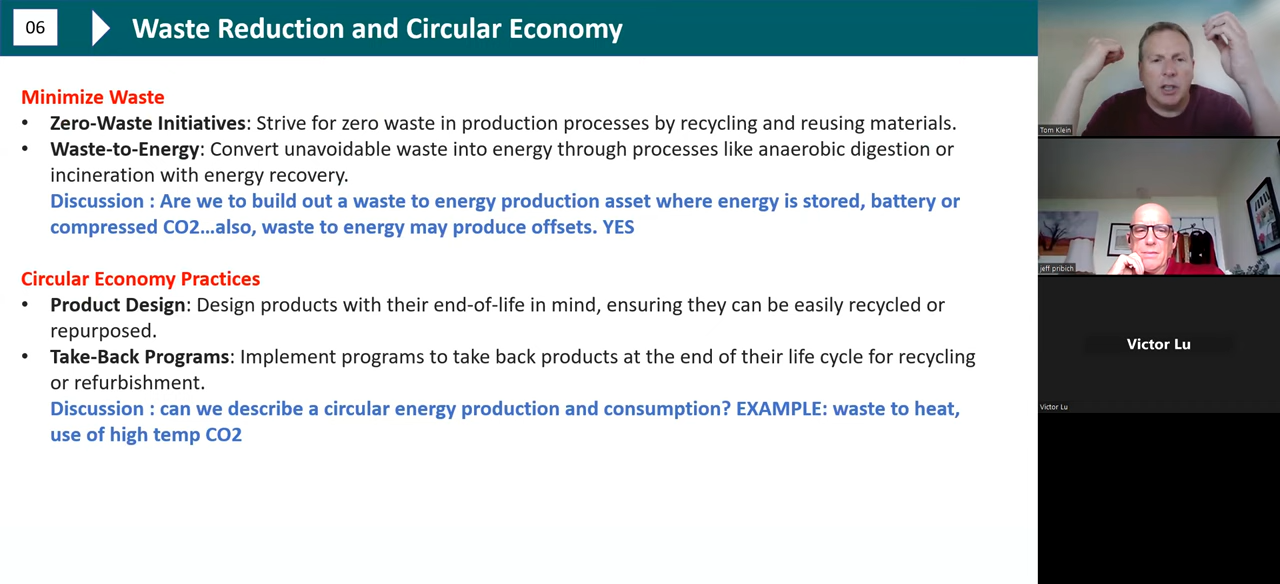 06
Waste Reduction and Circular Economy
Minimize Waste
• Zero-Waste Initiatives: Strive for zero waste in production processes by recycling and reusing materials.
• Waste-to-Energy: Convert unavoidable waste into energy through processes like anaerobic digestion or
incineration with energy recovery.
Discussion : Are we to build out a waste to energy production asset where energy is stored, battery or
compressed CO2...also, waste to energy may produce offsets. YES
Circular Economy Practices
• Product Design: Design products with their end-of-life in mind, ensuring they can be easily recycled or
repurposed.
• Take-Back Programs: Implement programs to take back products at the end of their life cycle for recycling
or refurbishment.
Discussion : can we describe a circular energy production and consumption? EXAMPLE: waste to heat,
use of high temp CO2
Tom Klein
jeff pribich
Victor Lu
Victor Lu